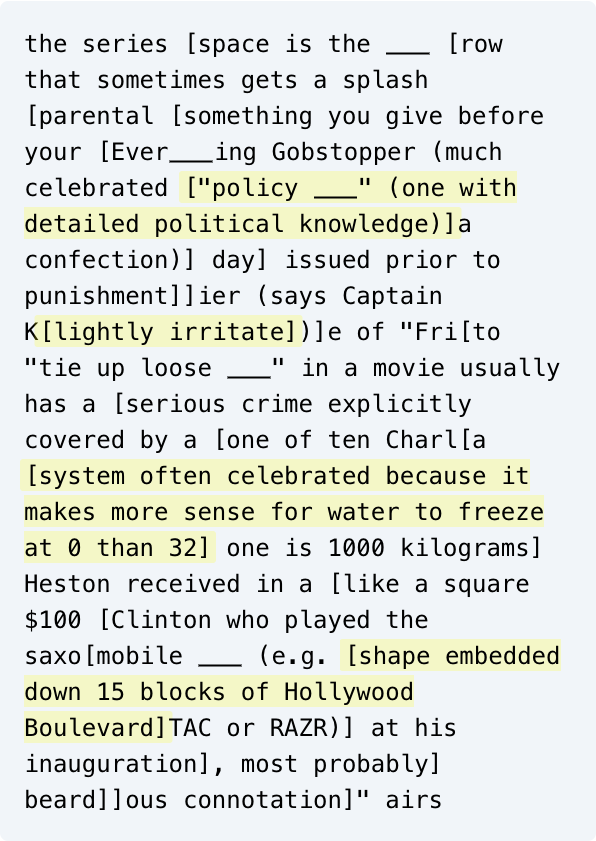 the series [space is the ___ [row
that sometimes gets a splash
[parental [something you give before
your [Ever___ing Gobstopper (much
celebrated ["policy ___" (one with
detailed political knowledge)]a
confection)] day] issued prior to
punishment]]ier (says Captain
K[lightly irritate])]e of "Fri[to
"tie up loose ___" in a movie usually
has a [serious crime explicitly
covered by a [one of ten Charl[a
[system often celebrated because it
makes more sense for water to freeze
at 0 than 32] one is 1000 kilograms]
Heston received in a [like a square
$100 [Clinton who played the
saxo[mobile ___ (e.g. [shape embedded
down 15 blocks of Hollywood
Boulevard]TAC or RAZR)] at his
inauguration], most probably]
beard]]ous connotation]" airs